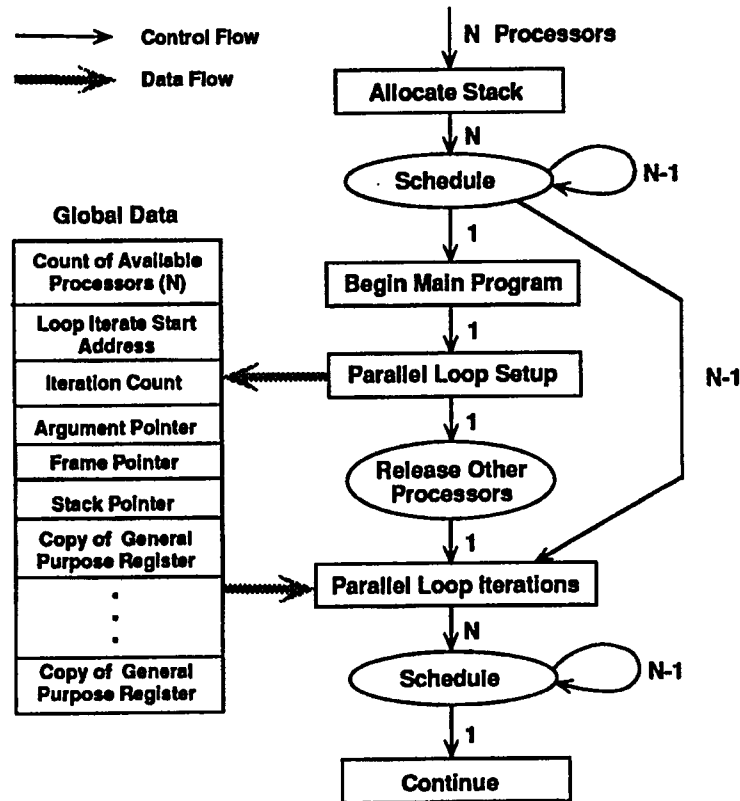 Control Flow
Data Flow
N Processors
Allocate Stack
N
Schedule
N-1
1
Begin Main Program
1
Parallel Loop Setup
1
Release Other
Processors
1
Parallel Loop Iterations
N
Schedule
N-1
1
Continue
N-1
Global Data
Count of Available
Processors (N)
Loop Iterate Start
Address
Iteration Count
Argument Pointer
Frame Pointer
Stack Pointer
Copy of General
Purpose Register
Copy of General
Purpose Register